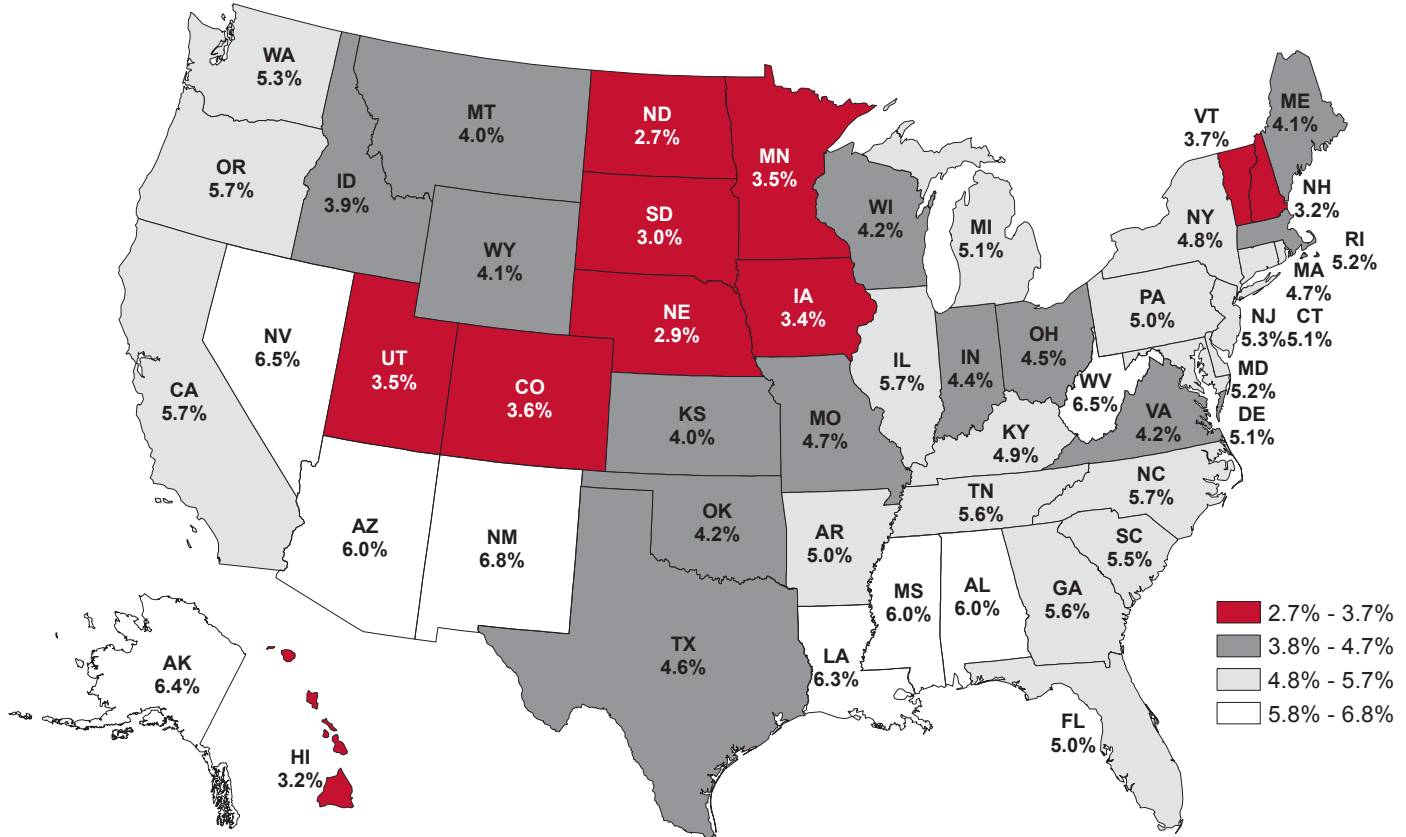 WA
5.3%
MT
4.0%
ND
2.7%
MN
3.5%
VT
3.7%
ME
4.1%
OR
5.7%
ID
3.9%
SD
3.0%
WI
4.2%
MI
5.1%
NH
3.2%
NY
4.8%
RI
5.2%
WY
4.1%
MA
4.7%
IA
3.4%
NE
2.9%
PA
5.0%
NJ CT
5.3% 5.1%
NV
6.5%
UT
3.5%
CO
3.6%
IL
5.7%
IN
4.4%
OH
4.5%
MD
5.2%
CA
5.7%
WV
6.5%
DE
5.1%
KS
4.0%
MO
4.7%
VA
4.2%
KY
4.9%
NC
5.7%
TN
5.6%
AZ
6.0%
NM
6.8%
OK
4.2%
AR
5.0%
SC
5.5%
MS
6.0%
AL
6.0%
GA
5.6%
TX
4.6%
LA
6.3%
AK
6.4%
FL
5.0%
HI
3.2%
2.7% - 3.7%
3.8% - 4.7%
4.8% - 5.7%
5.8% - 6.8%